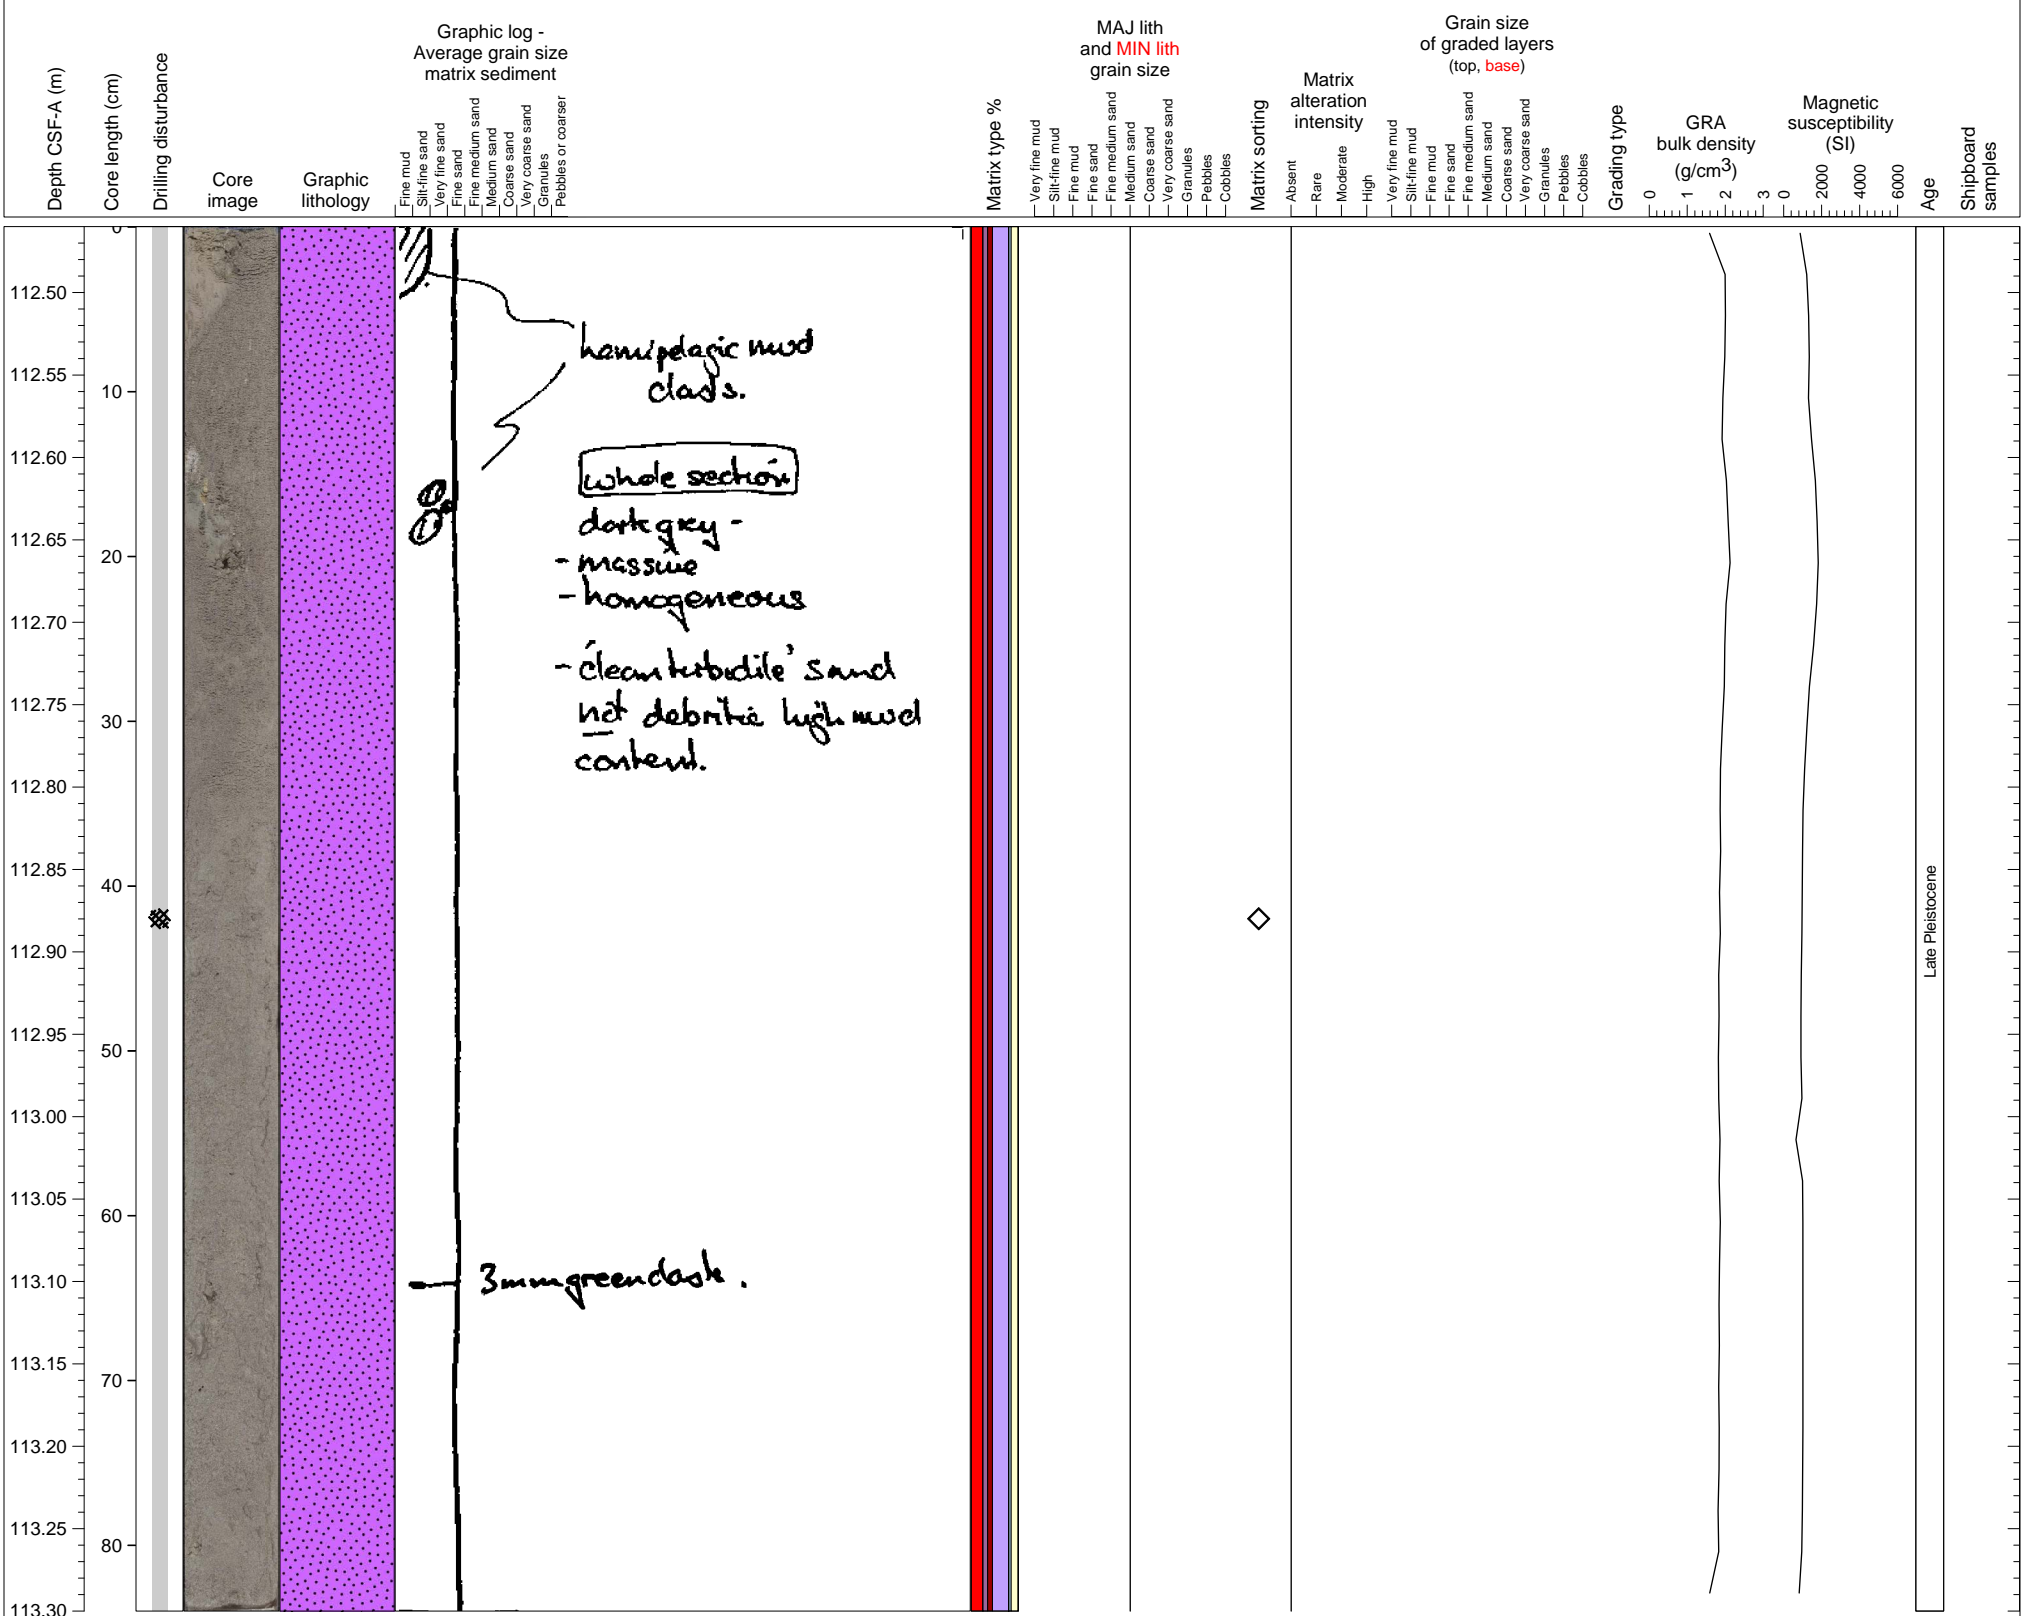 Depth CSF-A (m)
Core length (cm)
Drilling disturbance
Core
image
Graphic
lithology
Graphic log -
Average grain size
matrix sediment
Fine mud
Silt-fine sand
Very fine sand
Fine sand
Fine medium sand
Medium sand
Coarse sand
Very coarse sand
Granules
Pebbles or coarser
Matrix type %
MAJ lith
and MIN lith
grain size
Very fine mud
Silt-fine mud
Fine mud
Fine sand
Fine medium sand
Medium sand
Coarse sand
Very coarse sand
Granules
Pebbles
Cobbles
Matrix sorting
Matrix
alteration
intensity
Absent
Rare
Moderate
High
Grain size
of graded layers
(top, base)
Very fine mud
Silt-fine mud
Fine mud
Fine sand
Fine medium sand
Medium sand
Coarse sand
Very coarse sand
Granules
Pebbles
Cobbles
Grading type
GRA
bulk density
(g/cm3)
0 1 2 3
Magnetic
susceptibility
(SI)
0 2000 4000 6000
Age
Shipboard
samples
112.50
112.55
112.60
112.65
112.70
112.75
112.80
112.85
112.90
112.95
113.00
113.05
113.10
113.15
113.20
113.25
113.30
0
10
20
30
40
50
60
70
80
hemipelagic mud
clasts.
whole section
dark grey -
- massive
- homogeneous
- 'clean turbidite' sand
not debrite high mud
content.
3mm green clasts.
Late Pleistocene